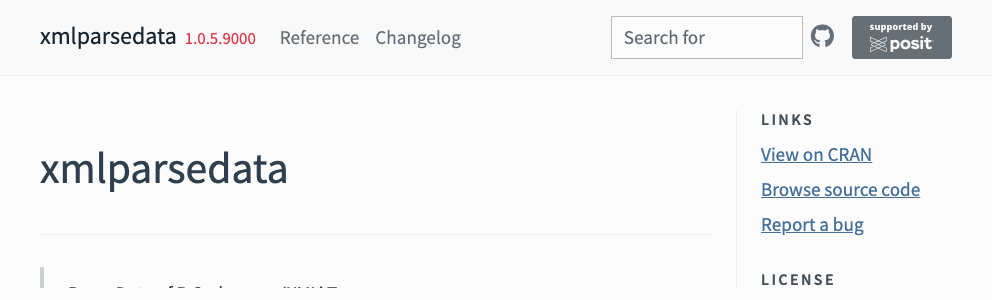 xmlparsedata 1.0.5.9000 Reference Changelog Search for supported by posit
xmlparsedata
LINKS
View on CRAN
Browse source code
Report a bug
LICENSE